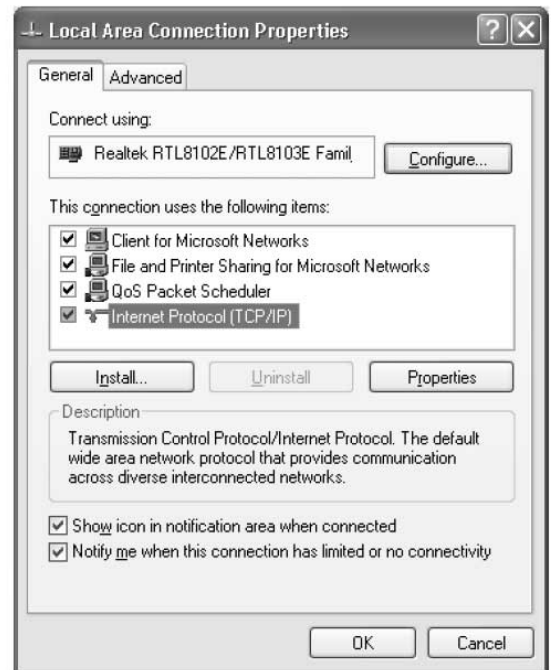 Local Area Connection Properties
General Advanced
Connect using:
Realtek RTL8102E/RTL8103E Famil
Configure...
This connection uses the following items:
Client for Microsoft Networks
File and Printer Sharing for Microsoft Networks
QoS Packet Scheduler
Internet Protocol (TCP/IP)
Install... Uninstall Properties
Description
Transmission Control Protocol/Internet Protocol. The default
wide area network protocol that provides communication
across diverse interconnected networks.
Show icon in notification area when connected
Notify me when this connection has limited or no connectivity
OK Cancel